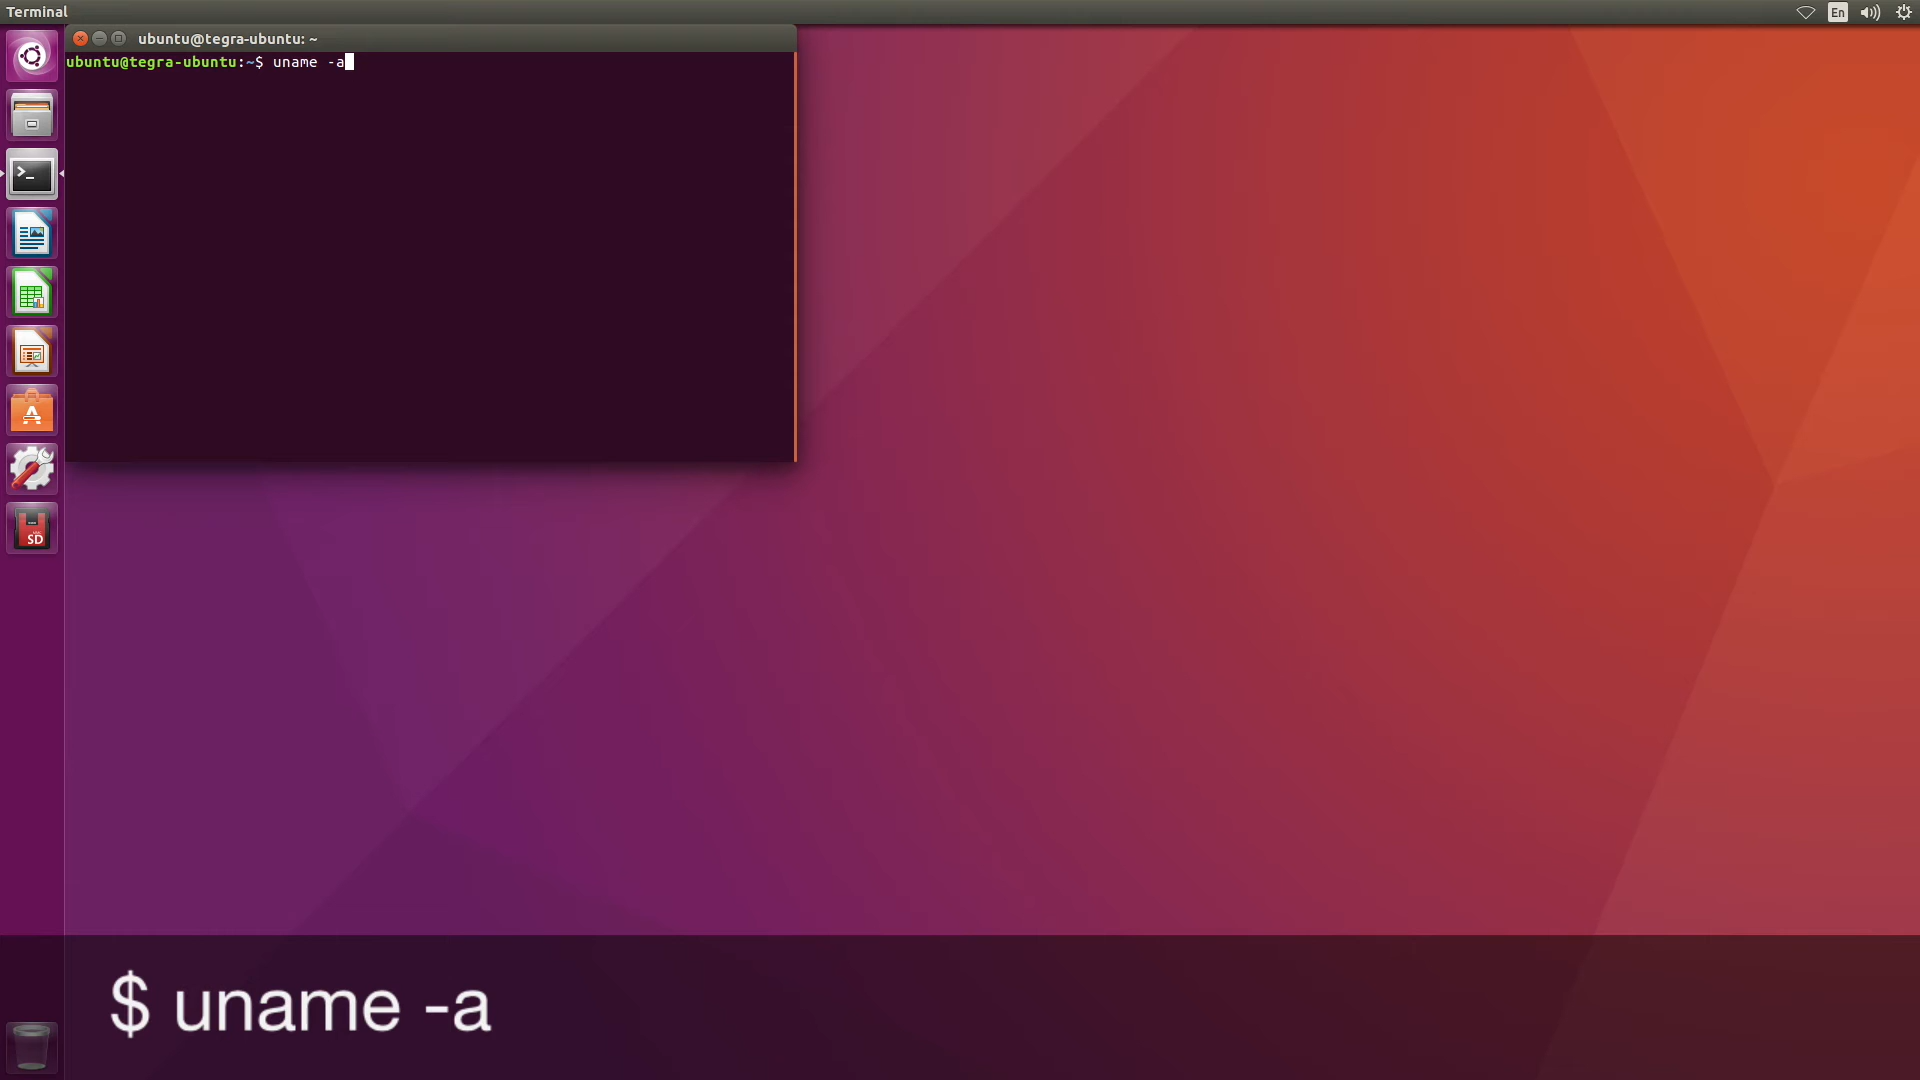 Terminal
En
ubuntu@tegra-ubuntu: ~
ubuntu@tegra-ubuntu:~$ uname -a
SD
$ uname -a